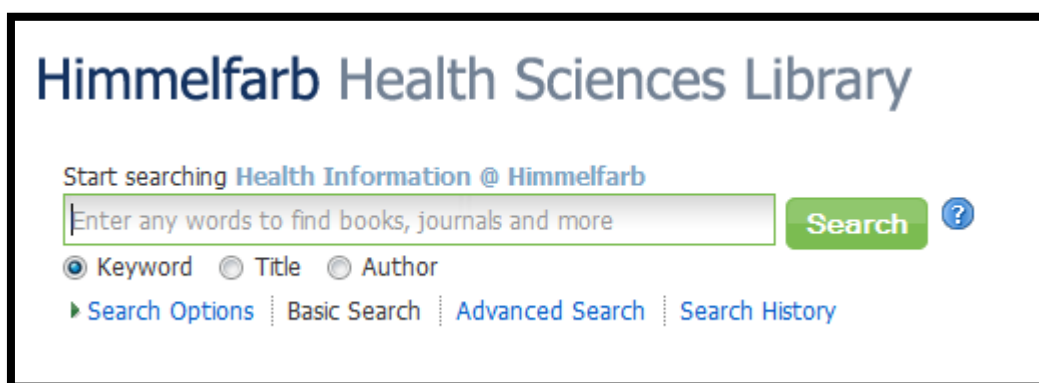 Himmelfarb Health Sciences Library
Start searching Health Information @ Himmelfarb
Enter any words to find books, journals and more Search ?
Keyword Title Author
Search Options Basic Search Advanced Search Search History